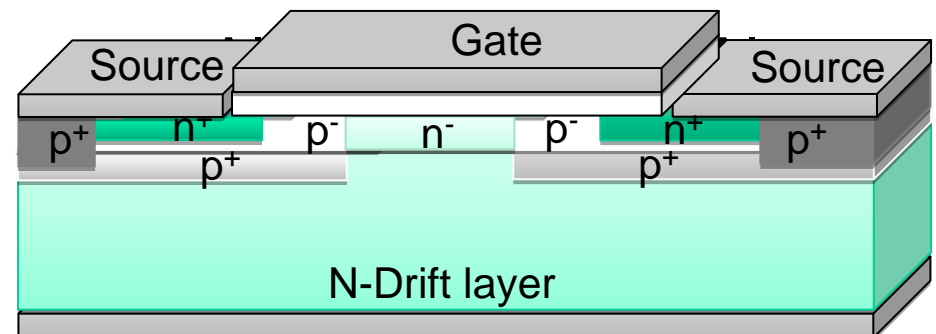 Gate
Source Source
p⁺ n⁺ p⁻ n⁻ p⁻ n⁺ p⁺
p⁺ p⁺
N-Drift layer